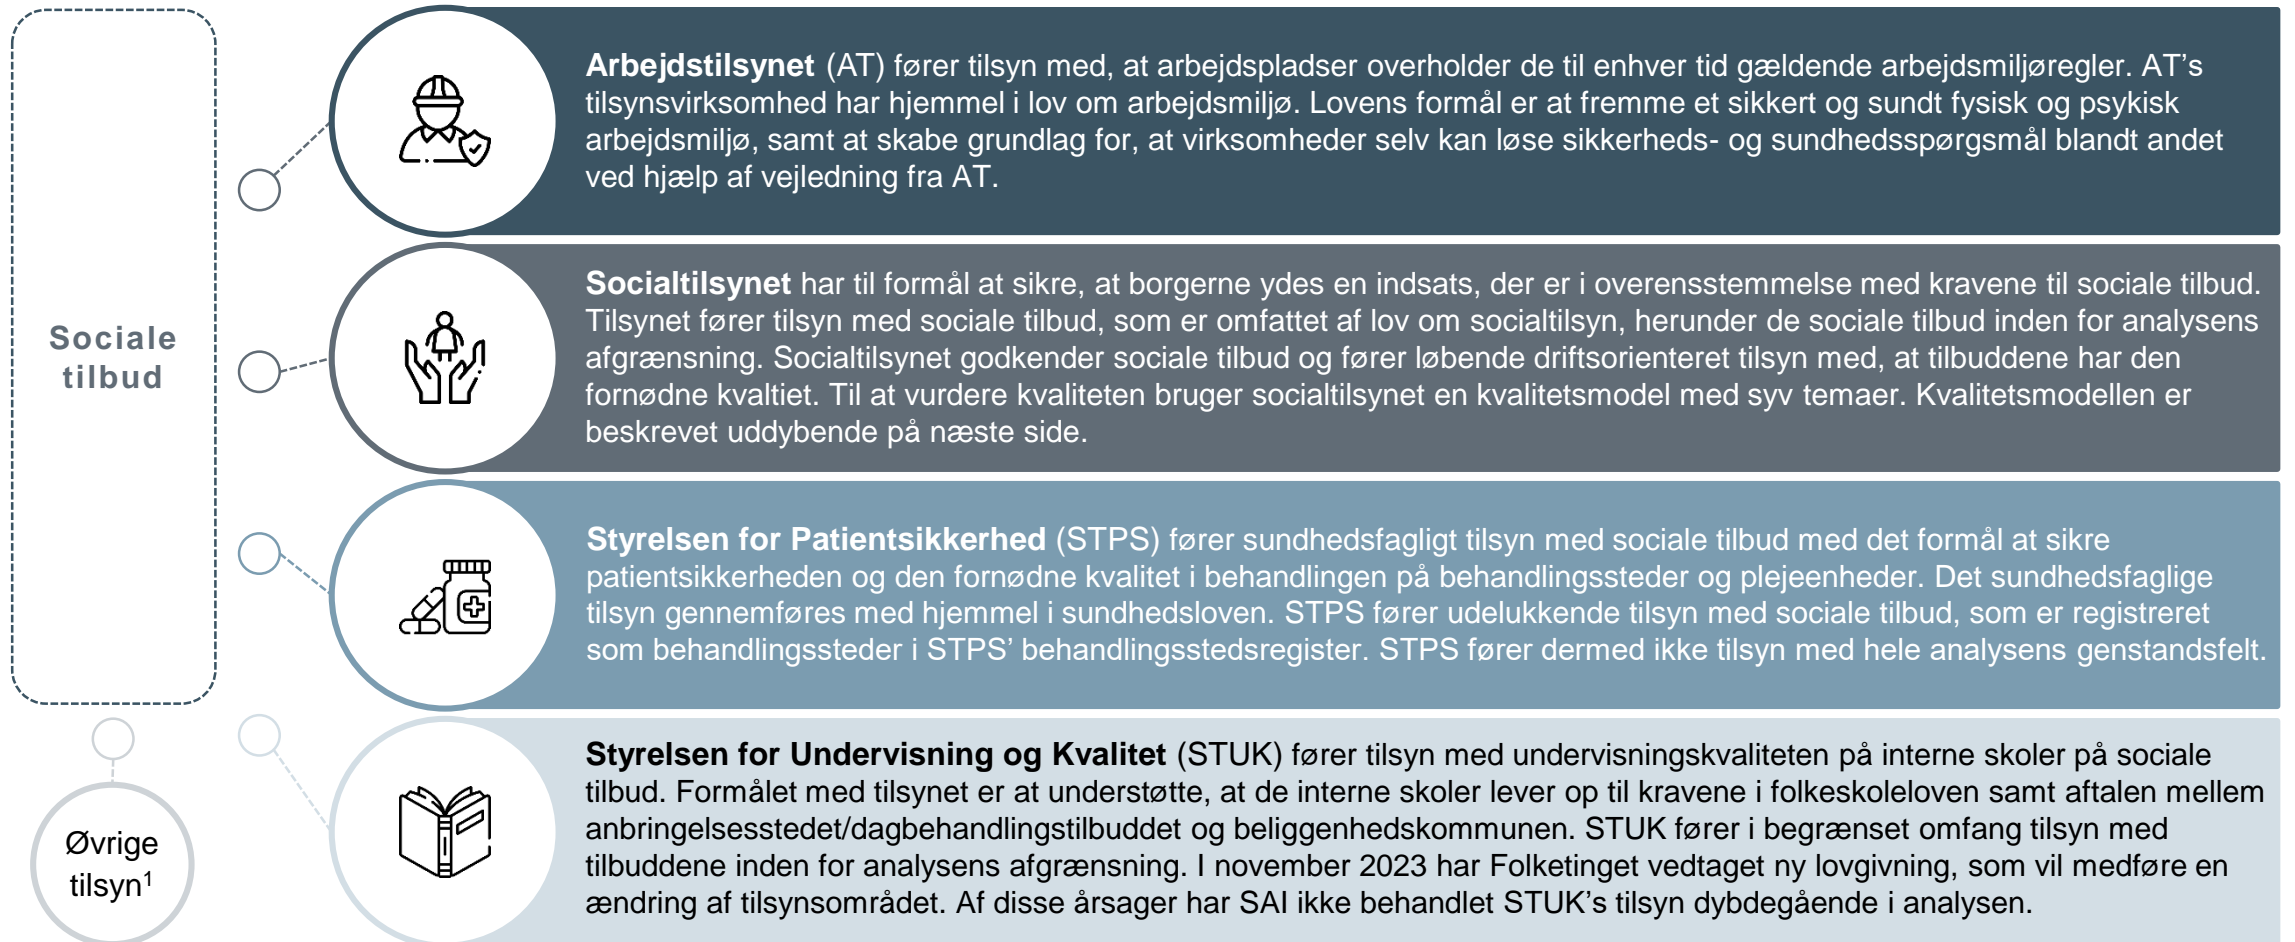 Sociale
tilbud
Arbejdstilsynet (AT) fører tilsyn med, at arbejdspladser overholder de til enhver tid gældende arbejdsmiljøregler. AT’s
tilsynsvirksomhed har hjemmel i lov om arbejdsmiljø. Lovens formål er at fremme et sikkert og sundt fysisk og psykisk
arbejdsmiljø, samt at skabe grundlag for, at virksomheder selv kan løse sikkerheds- og sundhedsspørgsmål blandt andet
ved hjælp af vejledning fra AT.
Socialtilsynet har til formål at sikre, at borgerne ydes en indsats, der er i overensstemmelse med kravene til sociale tilbud.
Tilsynet fører tilsyn med sociale tilbud, som er omfattet af lov om socialtilsyn, herunder de sociale tilbud inden for analysens
afgrænsning. Socialtilsynet godkender sociale tilbud og fører løbende driftsorienteret tilsyn med, at tilbuddene har den
fornødne kvaltiet. Til at vurdere kvaliteten bruger socialtilsynet en kvalitetsmodel med syv temaer. Kvalitetsmodellen er
beskrevet uddybende på næste side.
Styrelsen for Patientsikkerhed (STPS) fører sundhedsfagligt tilsyn med sociale tilbud med det formål at sikre
patientsikkerheden og den fornødne kvalitet i behandlingen på behandlingssteder og plejeenheder. Det sundhedsfaglige
tilsyn gennemføres med hjemmel i sundhedsloven. STPS fører udelukkende tilsyn med sociale tilbud, som er registreret
som behandlingssteder i STPS’ behandlingsstedsregister. STPS fører dermed ikke tilsyn med hele analysens genstandsfelt.
Styrelsen for Undervisning og Kvalitet (STUK) fører tilsyn med undervisningskvaliteten på interne skoler på sociale
tilbud. Formålet med tilsynet er at understøtte, at de interne skoler lever op til kravene i folkeskoleloven samt aftalen mellem
anbringelsesstedet/dagbehandlingstilbuddet og beliggenhedskommunen. STUK fører i begrænset omfang tilsyn med
tilbuddene inden for analysens afgrænsning. I november 2023 har Folketinget vedtaget ny lovgivning, som vil medføre en
ændring af tilsynsområdet. Af disse årsager har SAI ikke behandlet STUK’s tilsyn dybdegående i analysen.
Øvrige
tilsyn¹